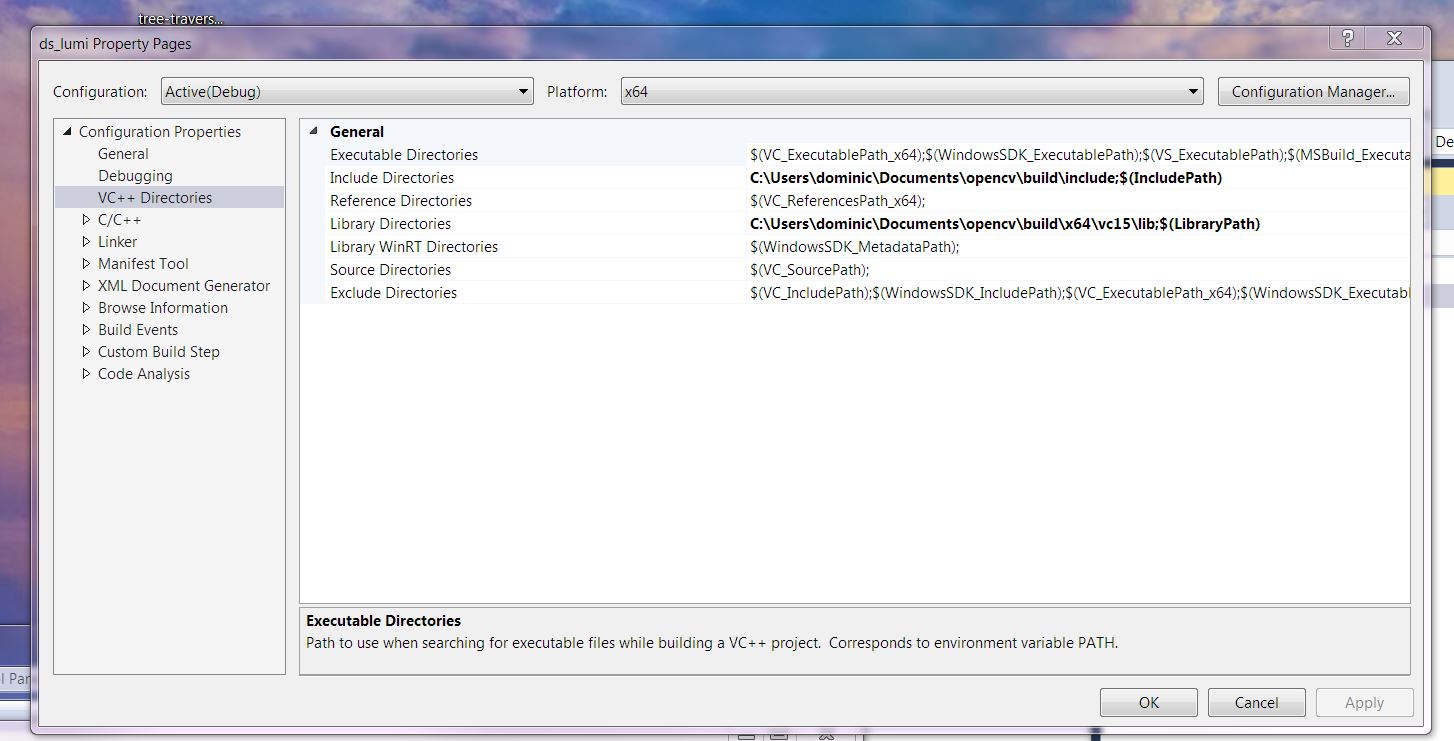 tree-travers...
ds_lumi Property Pages
Configuration: Active(Debug) Platform: x64 Configuration Manager...
Configuration Properties
General
Debugging
VC++ Directories
C/C++
Linker
Manifest Tool
XML Document Generator
Browse Information
Build Events
Custom Build Step
Code Analysis
General
Executable Directories $(VC_ExecutablePath_x64);$(WindowsSDK_ExecutablePath);$(VS_ExecutablePath);$(MSBuild_Executa
Include Directories C:\Users\dominic\Documents\opencv\build\include;$(IncludePath)
Reference Directories $(VC_ReferencesPath_x64);
Library Directories C:\Users\dominic\Documents\opencv\build\x64\vc15\lib;$(LibraryPath)
Library WinRT Directories $(WindowsSDK_MetadataPath);
Source Directories $(VC_SourcePath);
Exclude Directories $(VC_IncludePath);$(WindowsSDK_IncludePath);$(VC_ExecutablePath_x64);$(WindowsSDK_Executabl
De
Executable Directories
Path to use when searching for executable files while building a VC++ project. Corresponds to environment variable PATH.
l Par
OK Cancel Apply